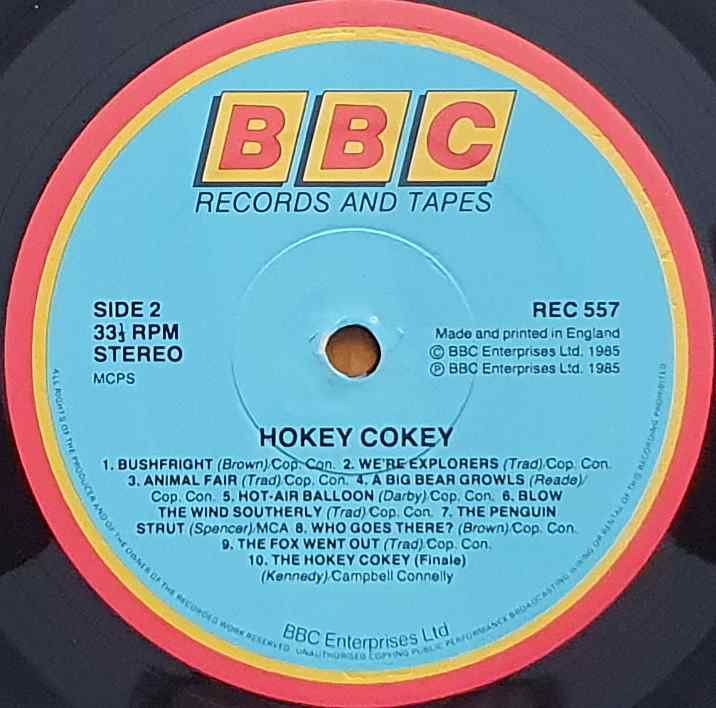 BBC
RECORDS AND TAPES
SIDE 2
33⅓ RPM
STEREO
MCPS
REC 557
Made and printed in England
© BBC Enterprises Ltd. 1985
℗ BBC Enterprises Ltd. 1985
HOKEY COKEY
1. BUSHFRIGHT (Brown)/Cop. Con. 2. WE'RE EXPLORERS (Trad)/Cop. Con.
3. ANIMAL FAIR (Trad)/Cop. Con. 4. A BIG BEAR GROWLS (Reade)/
Cop. Con. 5. HOT-AIR BALLOON (Darby)/Cop. Con. 6. BLOW
THE WIND SOUTHERLY (Trad)/Cop. Con. 7. THE PENGUIN
STRUT (Spencer)/MCA 8. WHO GOES THERE? (Brown)/Cop. Con.
9. THE FOX WENT OUT (Trad)/Cop. Con.
10. THE HOKEY COKEY (Finale)
(Kennedy)/Campbell Connelly
BBC Enterprises Ltd
ALL RIGHTS OF THE PRODUCER AND OF THE OWNER OF THE RECORDED WORK RESERVED. UNAUTHORISED COPYING PUBLIC PERFORMANCE BROADCASTING HIRING OR RENTAL OF THIS RECORDING PROHIBITED